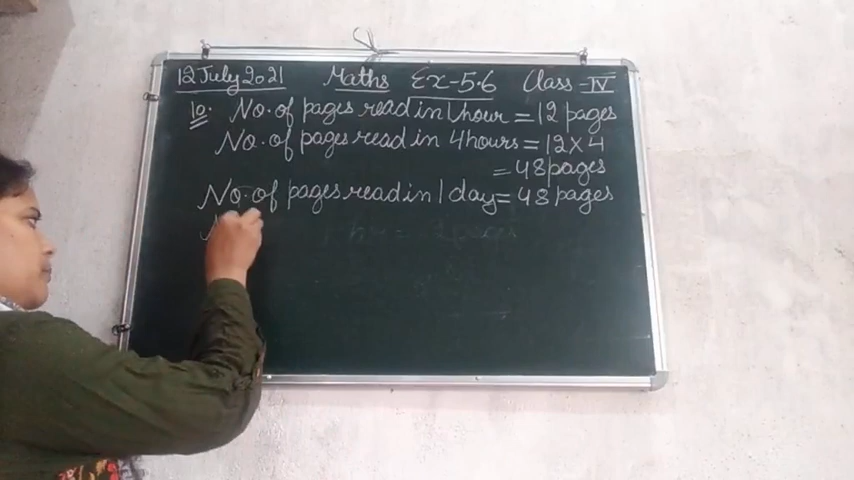 12 July 2021 Maths Ex-5.6 Class-IV
10. No. of pages read in 1 hour = 12 pages
No. of pages read in 4 hours = 12 X 4
= 48 pages
No. of pages read in 1 day = 48 pages